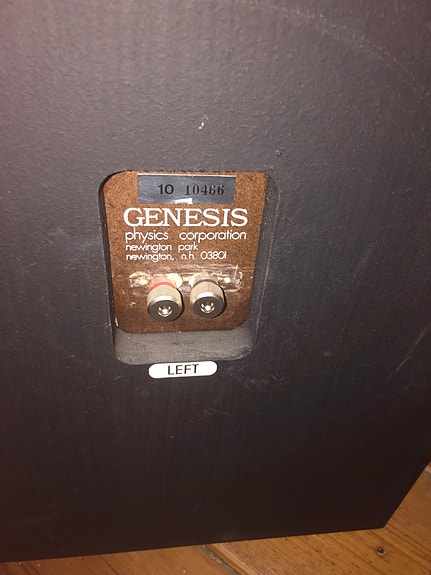 10 10466
GENESIS
physics corporation
newington park
newington, n.h. 03801
LEFT